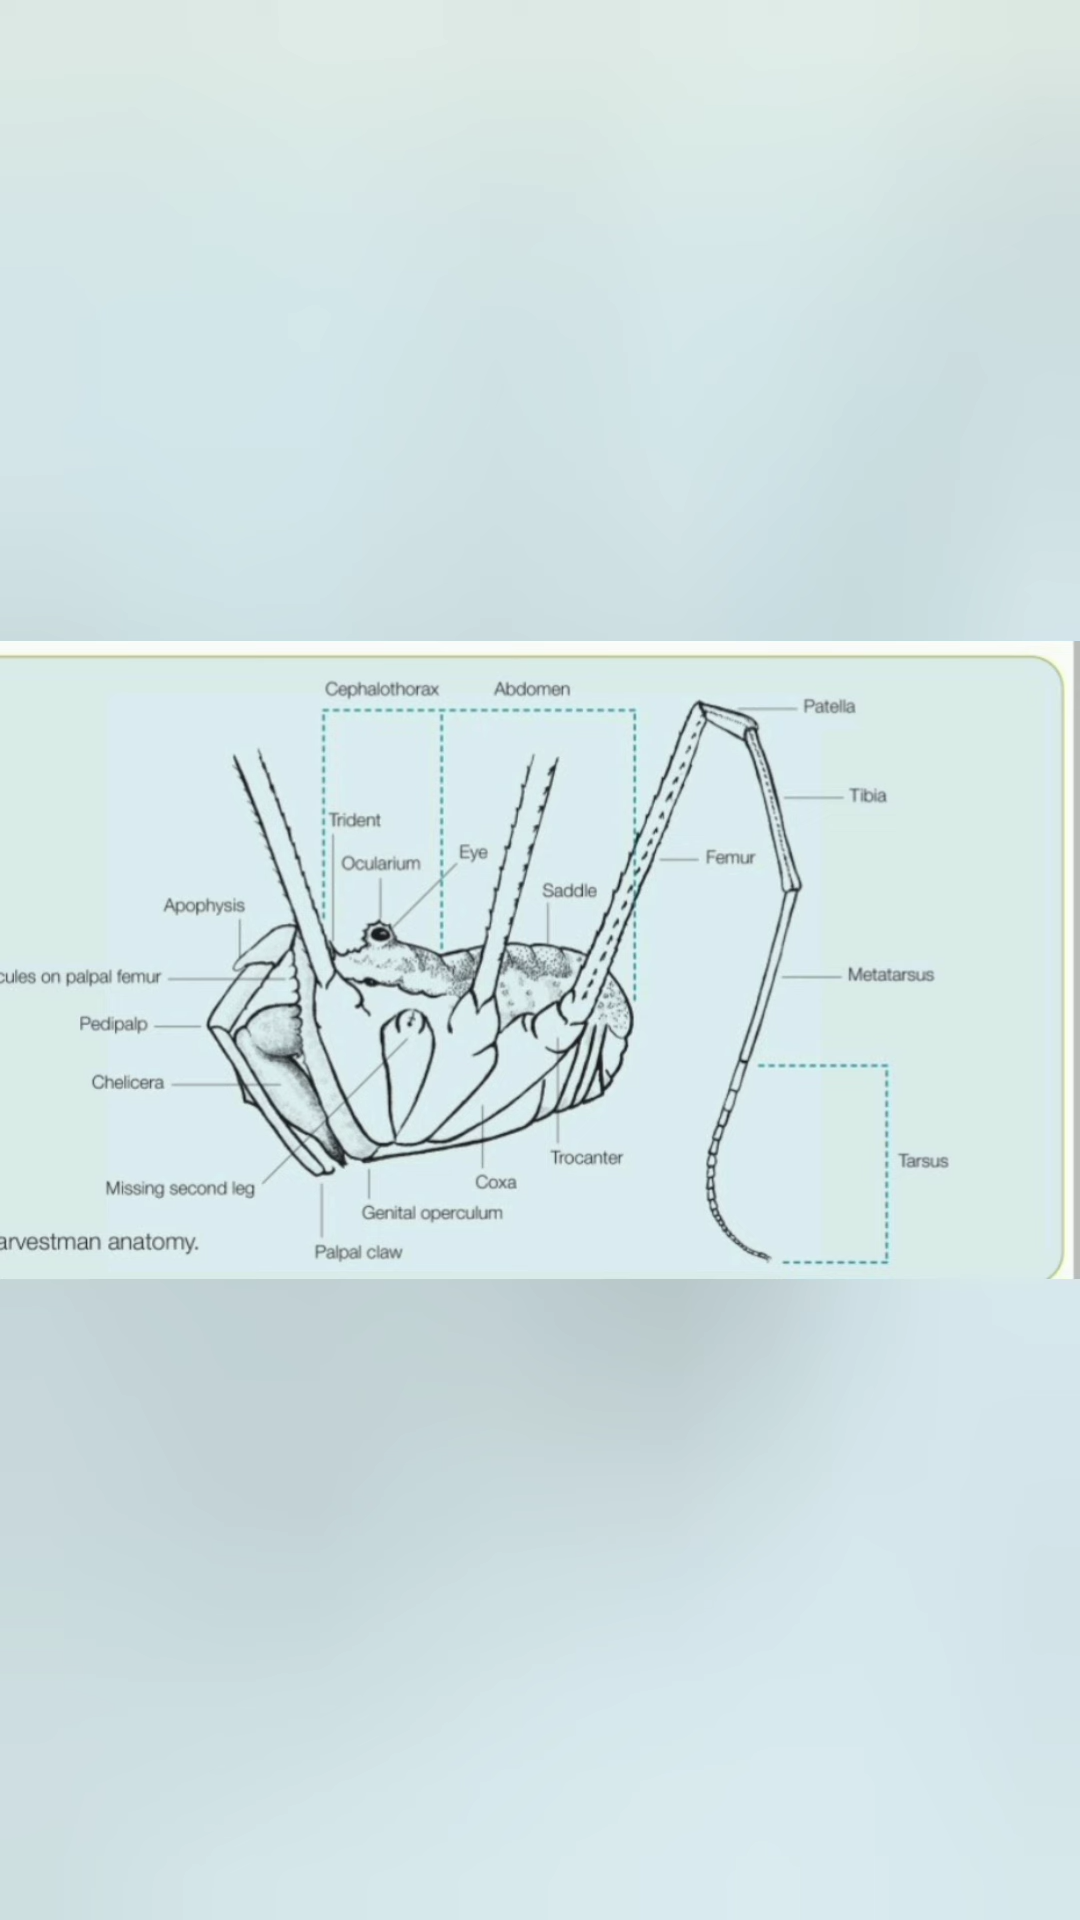 Cephalothorax Abdomen
Patella
Tibia
Trident
Eye
Femur
Ocularium
Saddle
Apophysis
cules on palpal femur
Metatarsus
Pedipalp
Chelicera
Trocanter
Tarsus
Coxa
Missing second leg
Genital operculum
arvestman anatomy.
Palpal claw